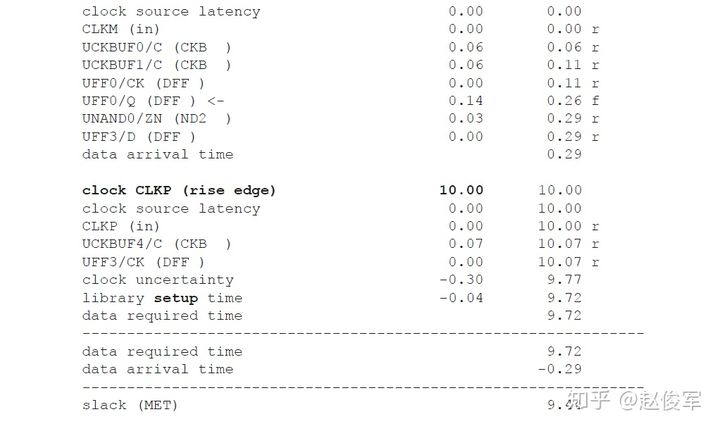 clock source latency 0.00 0.00
CLKM (in) 0.00 0.00 r
UCKBUF0/C (CKB ) 0.06 0.06 r
UCKBUF1/C (CKB ) 0.06 0.11 r
UFF0/CK (DFF ) 0.00 0.11 r
UFF0/Q (DFF ) <- 0.14 0.26 f
UNAND0/ZN (ND2 ) 0.03 0.29 r
UFF3/D (DFF ) 0.00 0.29 r
data arrival time 0.29
clock CLKP (rise edge) 10.00 10.00
clock source latency 0.00 10.00
CLKP (in) 0.00 10.00 r
UCKBUF4/C (CKB ) 0.07 10.07 r
UFF3/CK (DFF ) 0.00 10.07 r
clock uncertainty -0.30 9.77
library setup time -0.04 9.72
data required time 9.72
---------------------------------------------------------------
data required time 9.72
data arrival time -0.29
---------------------------------------------------------------
slack (MET)
知乎 @赵俊军